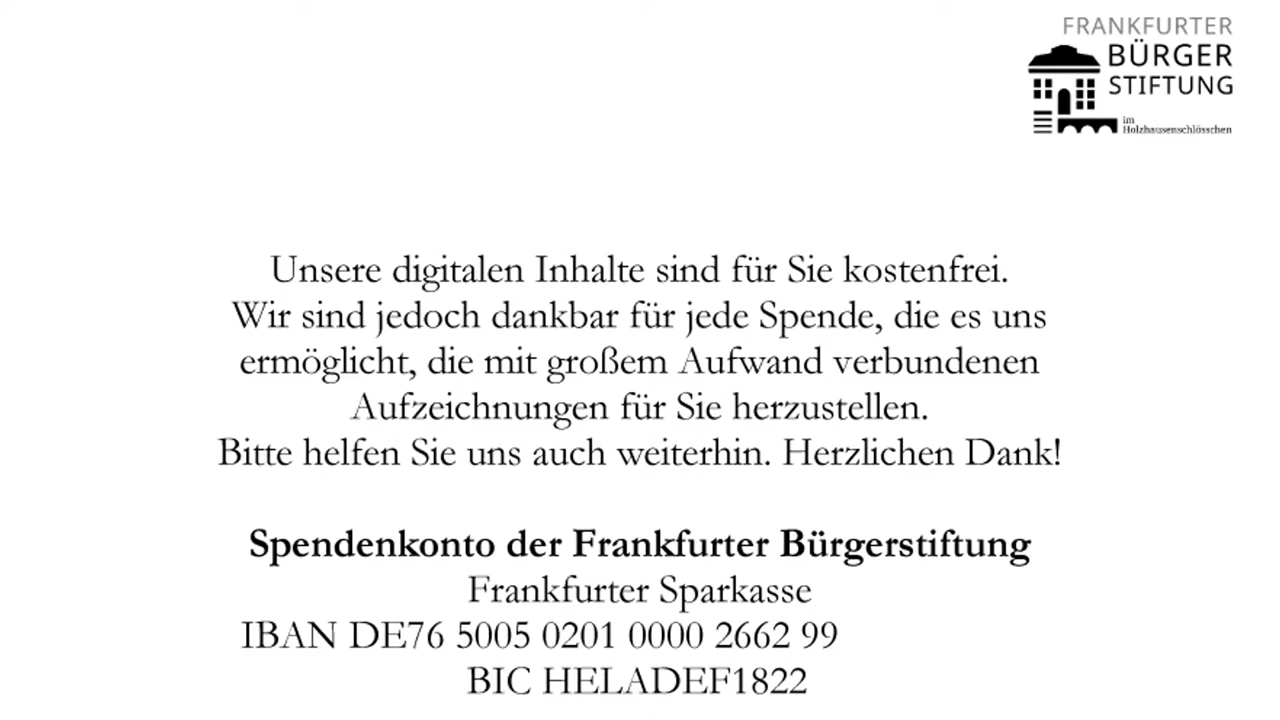 FRANKFURTER
BÜRGER
STIFTUNG
im
Holzhausenschlösschen
Unsere digitalen Inhalte sind für Sie kostenfrei.
Wir sind jedoch dankbar für jede Spende, die es uns
ermöglicht, die mit großem Aufwand verbundenen
Aufzeichnungen für Sie herzustellen.
Bitte helfen Sie uns auch weiterhin. Herzlichen Dank!
Spendenkonto der Frankfurter Bürgerstiftung
Frankfurter Sparkasse
IBAN DE76 5005 0201 0000 2662 99
BIC HELADEF1822